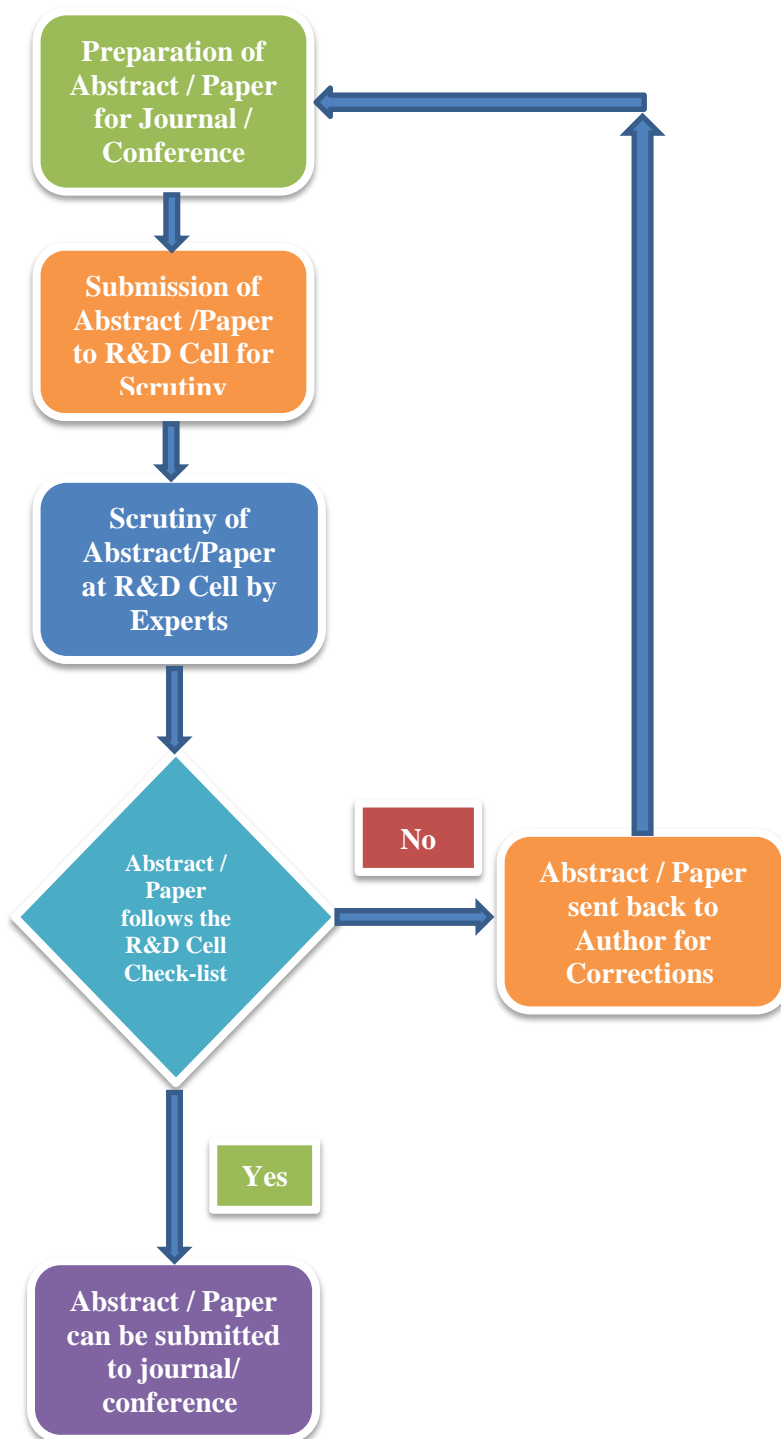 Preparation of
Abstract / Paper
for Journal /
Conference
Submission of
Abstract /Paper
to R&D Cell for
Scrutiny
Scrutiny of
Abstract/Paper
at R&D Cell by
Experts
Abstract /
Paper
follows the
R&D Cell
Check-list
No
Abstract / Paper
sent back to
Author for
Corrections
Yes
Abstract / Paper
can be submitted
to journal/
conference